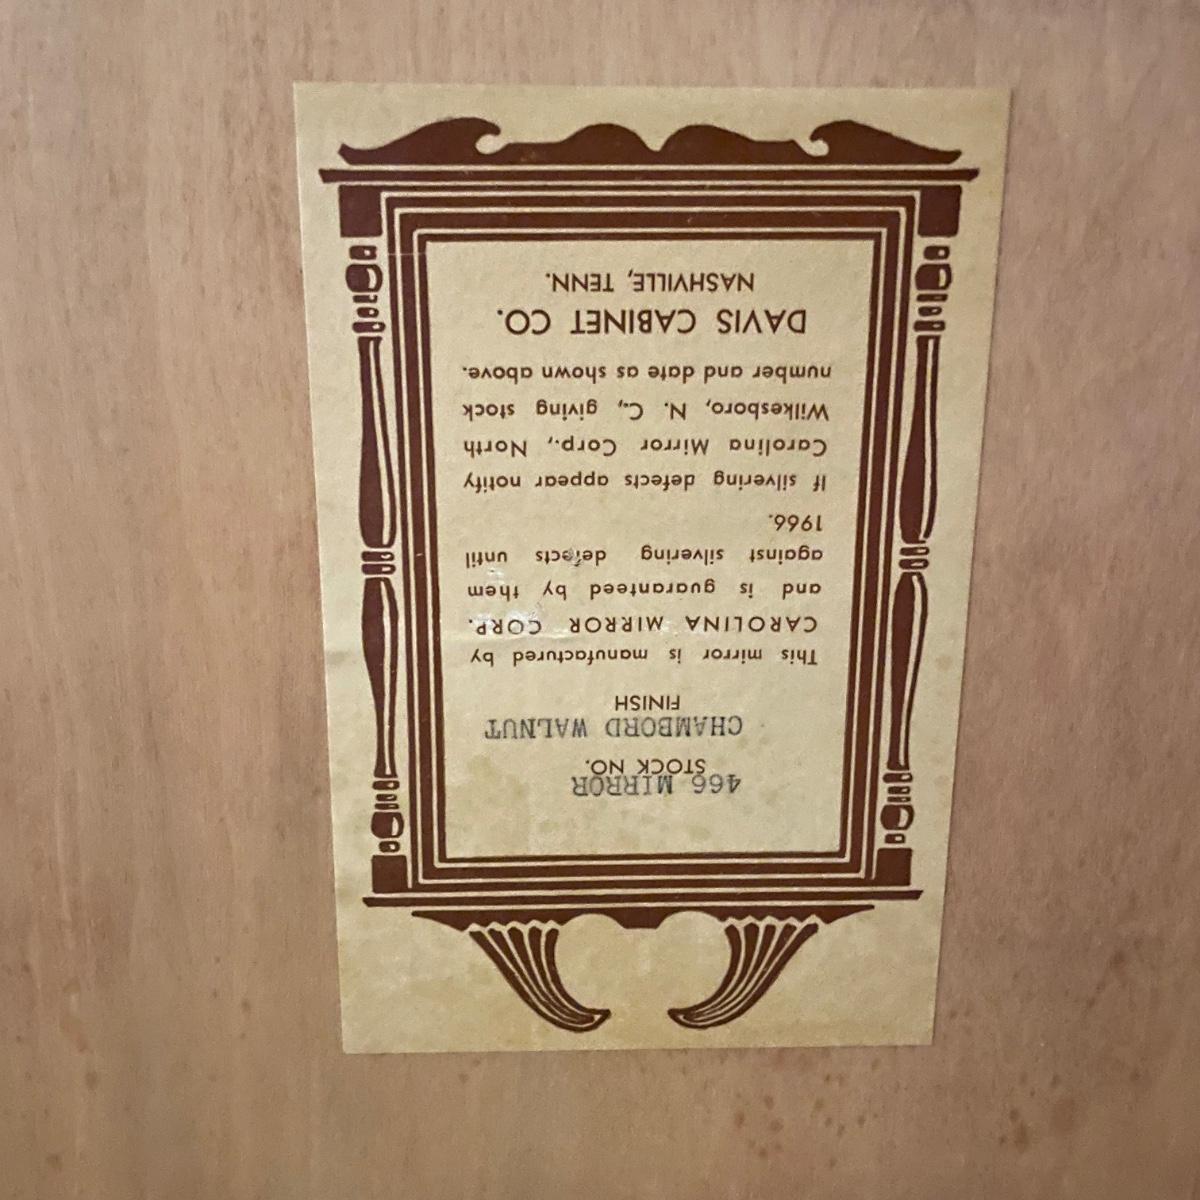 466 MIRROR
STOCK NO.
CHAMBORD WALNUT
FINISH
This mirror is manufactured by
CAROLINA MIRROR CORP.
and is guaranteed by them
against silvering defects until
1966.
If silvering defects appear notify
Carolina Mirror Corp., North
Wilkesboro, N. C., giving stock
number and date as shown above.
DAVIS CABINET CO.
NASHVILLE, TENN.